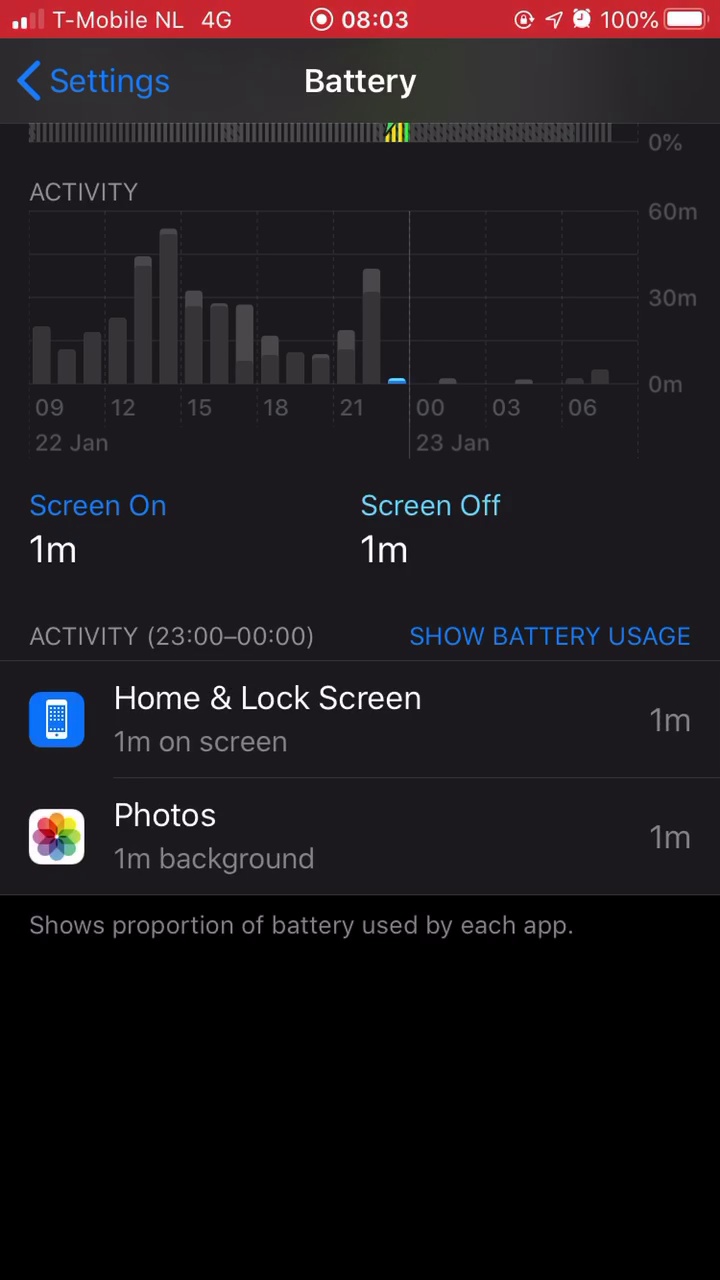 T-Mobile NL 4G 08:03 100%
Settings Battery
0%
ACTIVITY
60m
30m
0m
09 12 15 18 21 00 03 06
22 Jan 23 Jan
Screen On Screen Off
1m 1m
ACTIVITY (23:00–00:00) SHOW BATTERY USAGE
Home & Lock Screen
1m on screen 1m
Photos
1m background 1m
Shows proportion of battery used by each app.